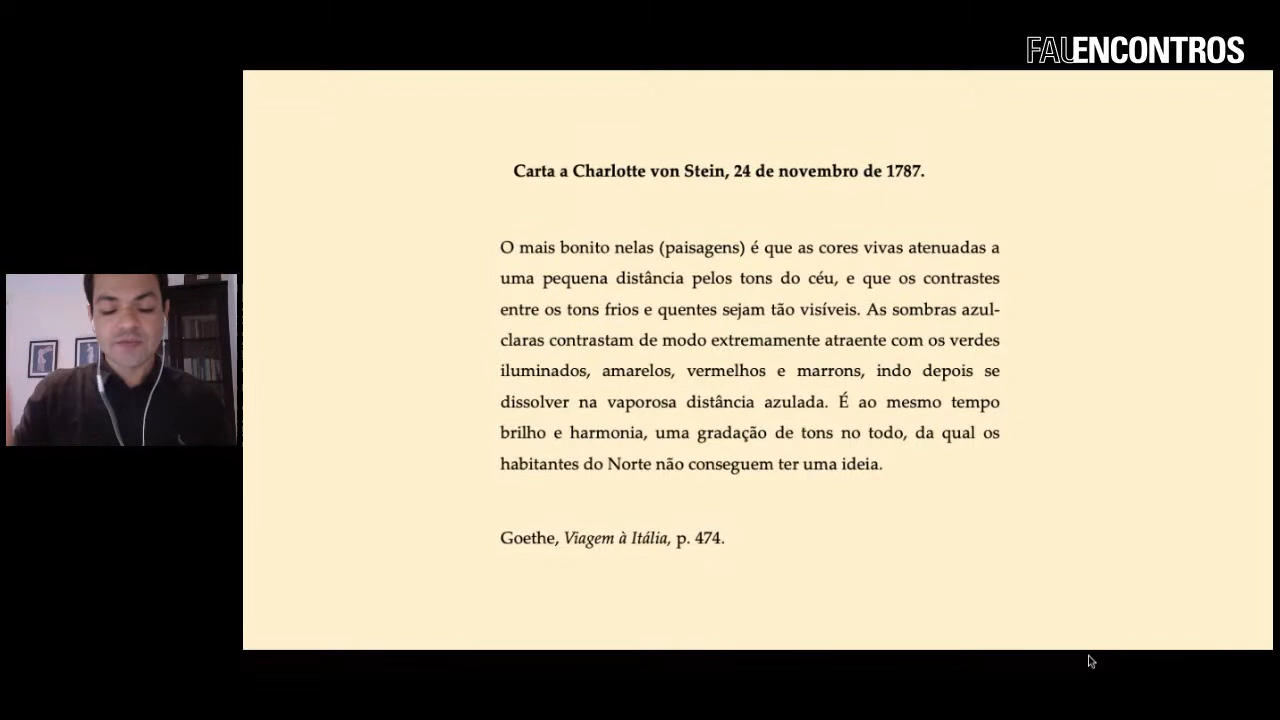 FAUENCONTROS
Carta a Charlotte von Stein, 24 de novembro de 1787.
O mais bonito nelas (paisagens) é que as cores vivas atenuadas a
uma pequena distância pelos tons do céu, e que os contrastes
entre os tons frios e quentes sejam tão visíveis. As sombras azul-
claras contrastam de modo extremamente atraente com os verdes
iluminados, amarelos, vermelhos e marrons, indo depois se
dissolver na vaporosa distância azulada. É ao mesmo tempo
brilho e harmonia, uma gradação de tons no todo, da qual os
habitantes do Norte não conseguem ter uma ideia.
Goethe, Viagem à Itália, p. 474.